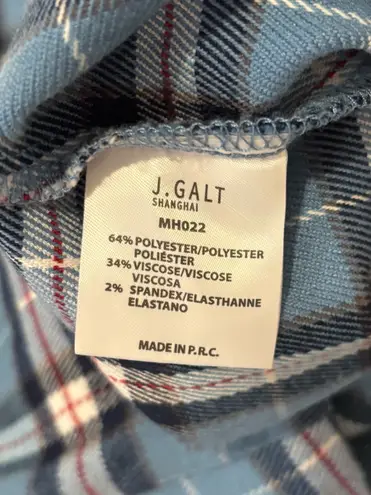 J.GALT
SHANGHAI
MH022
64% POLYESTER/POLYESTER
POLIÉSTER
34% VISCOSE/VISCOSE
VISCOSA
2% SPANDEX/ELASTHANNE
ELASTANO
MADE IN P.R.C.